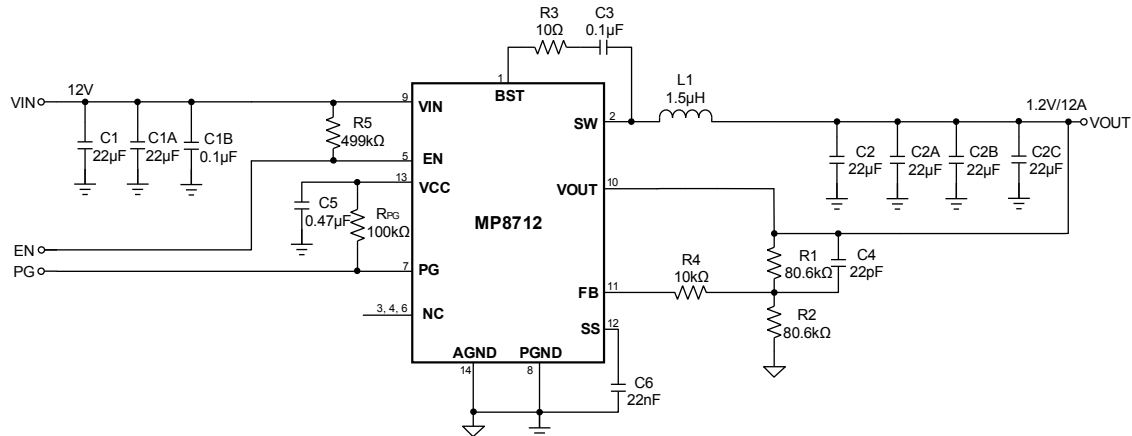 R3
10Ω
C3
0.1µF
1
BST
VIN
12V
9
VIN
C1
22µF
C1A
22µF
C1B
0.1µF
R5
499kΩ
5
EN
13
VCC
C5
0.47µF
RPG
100kΩ
EN
PG
7
PG
3, 4, 6
NC
MP8712
AGND
14
PGND
8
SW
2
L1
1.5µH
1.2V/12A
VOUT
C2
22µF
C2A
22µF
C2B
22µF
C2C
22µF
VOUT
10
R1
80.6kΩ
C4
22pF
R4
10kΩ
FB
11
R2
80.6kΩ
SS
12
C6
22nF